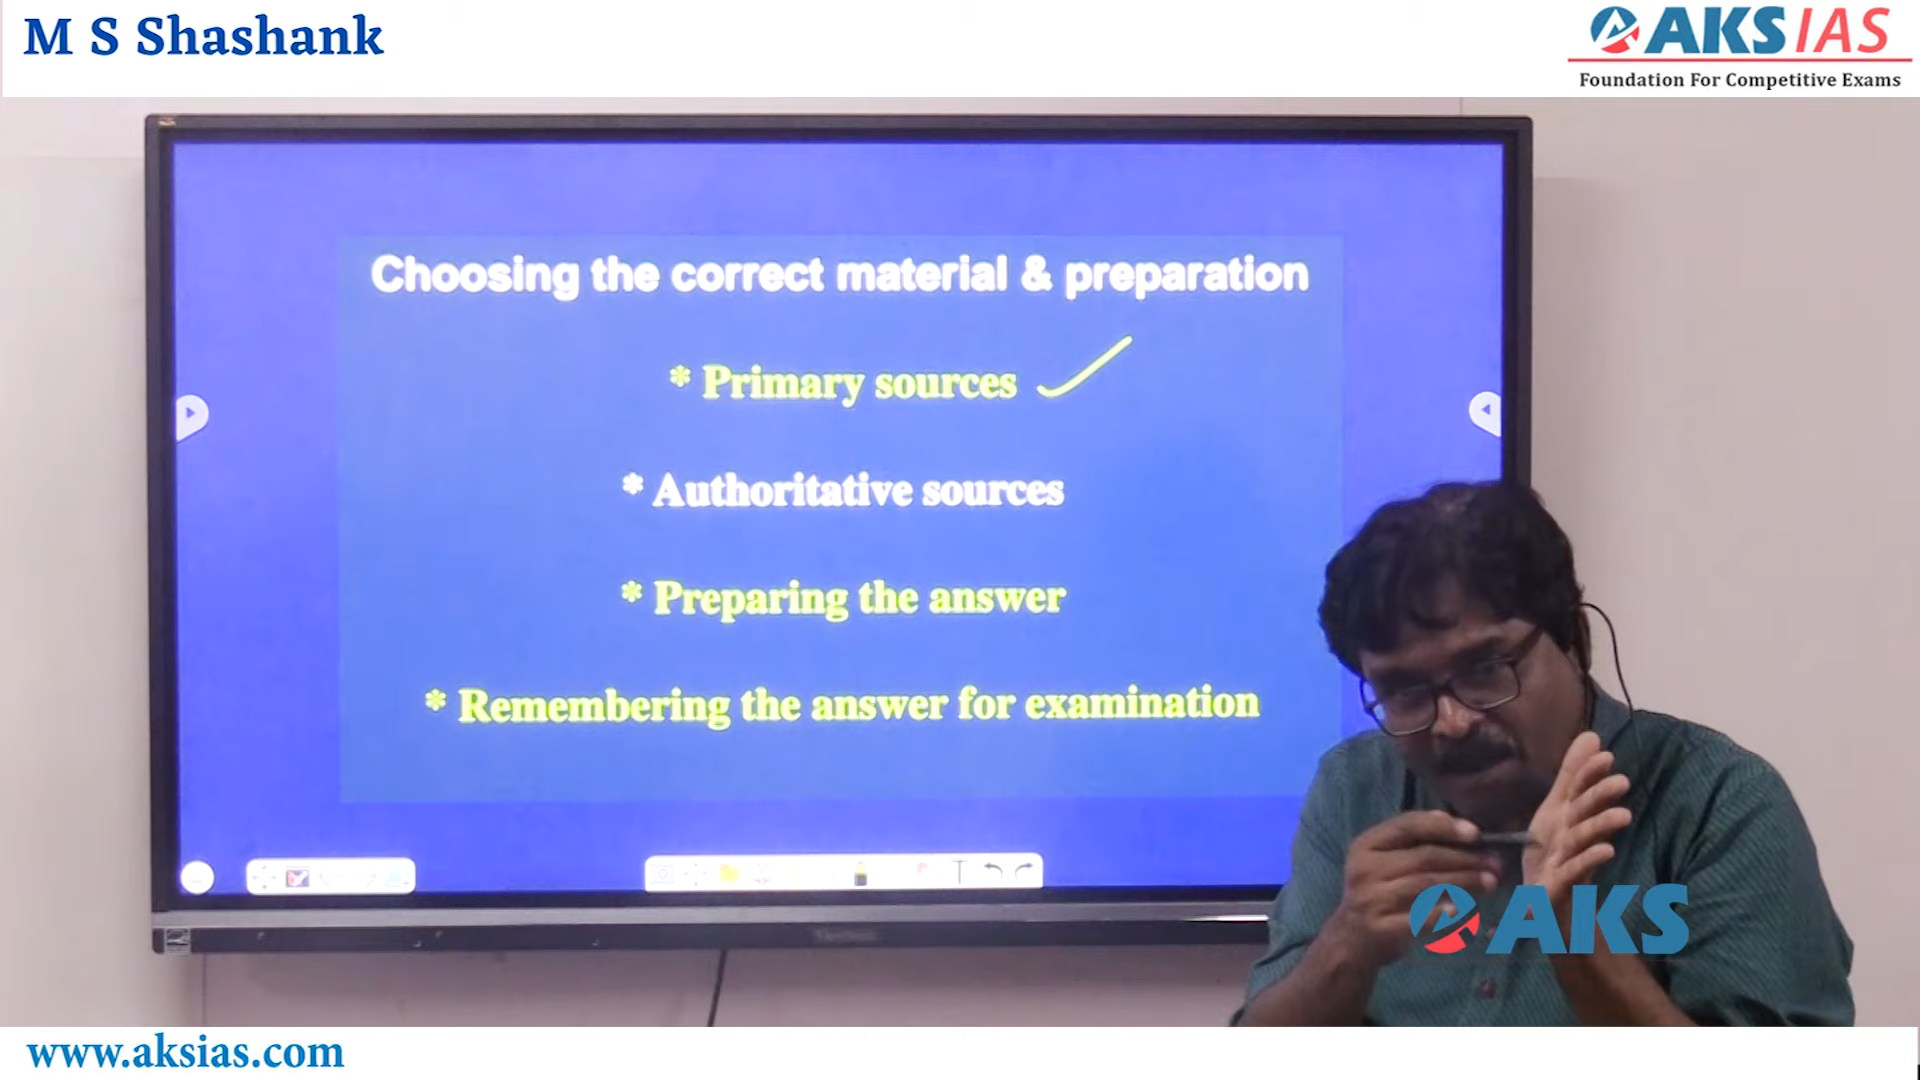 M S Shashank
AKS IAS
Foundation For Competitive Exams
Choosing the correct material & preparation
* Primary sources
* Authoritative sources
* Preparing the answer
* Remembering the answer for examination
AKS
www.aksias.com